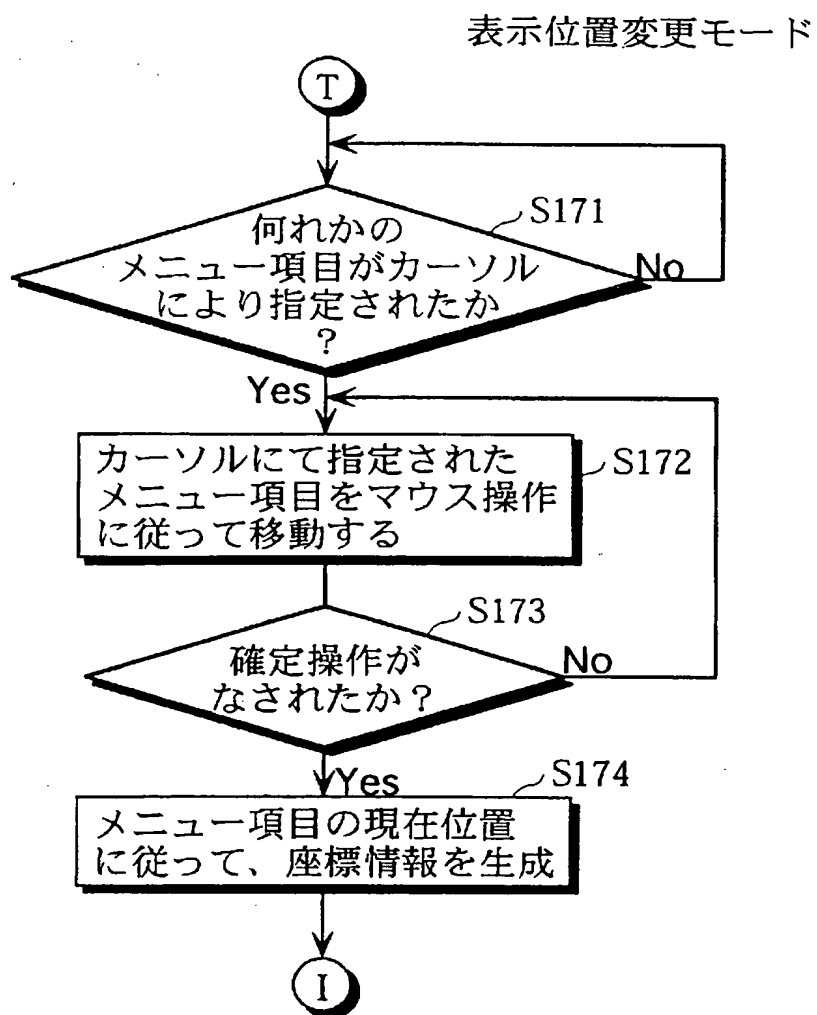 表示位置変更モード
T
S171
何れかの
メニュー項目がカーソル
により指定されたか
?
No
Yes
カーソルにて指定された
メニュー項目をマウス操作
に従って移動する
S172
S173
確定操作が
なされたか?
No
Yes
S174
メニュー項目の現在位置
に従って、座標情報を生成
I